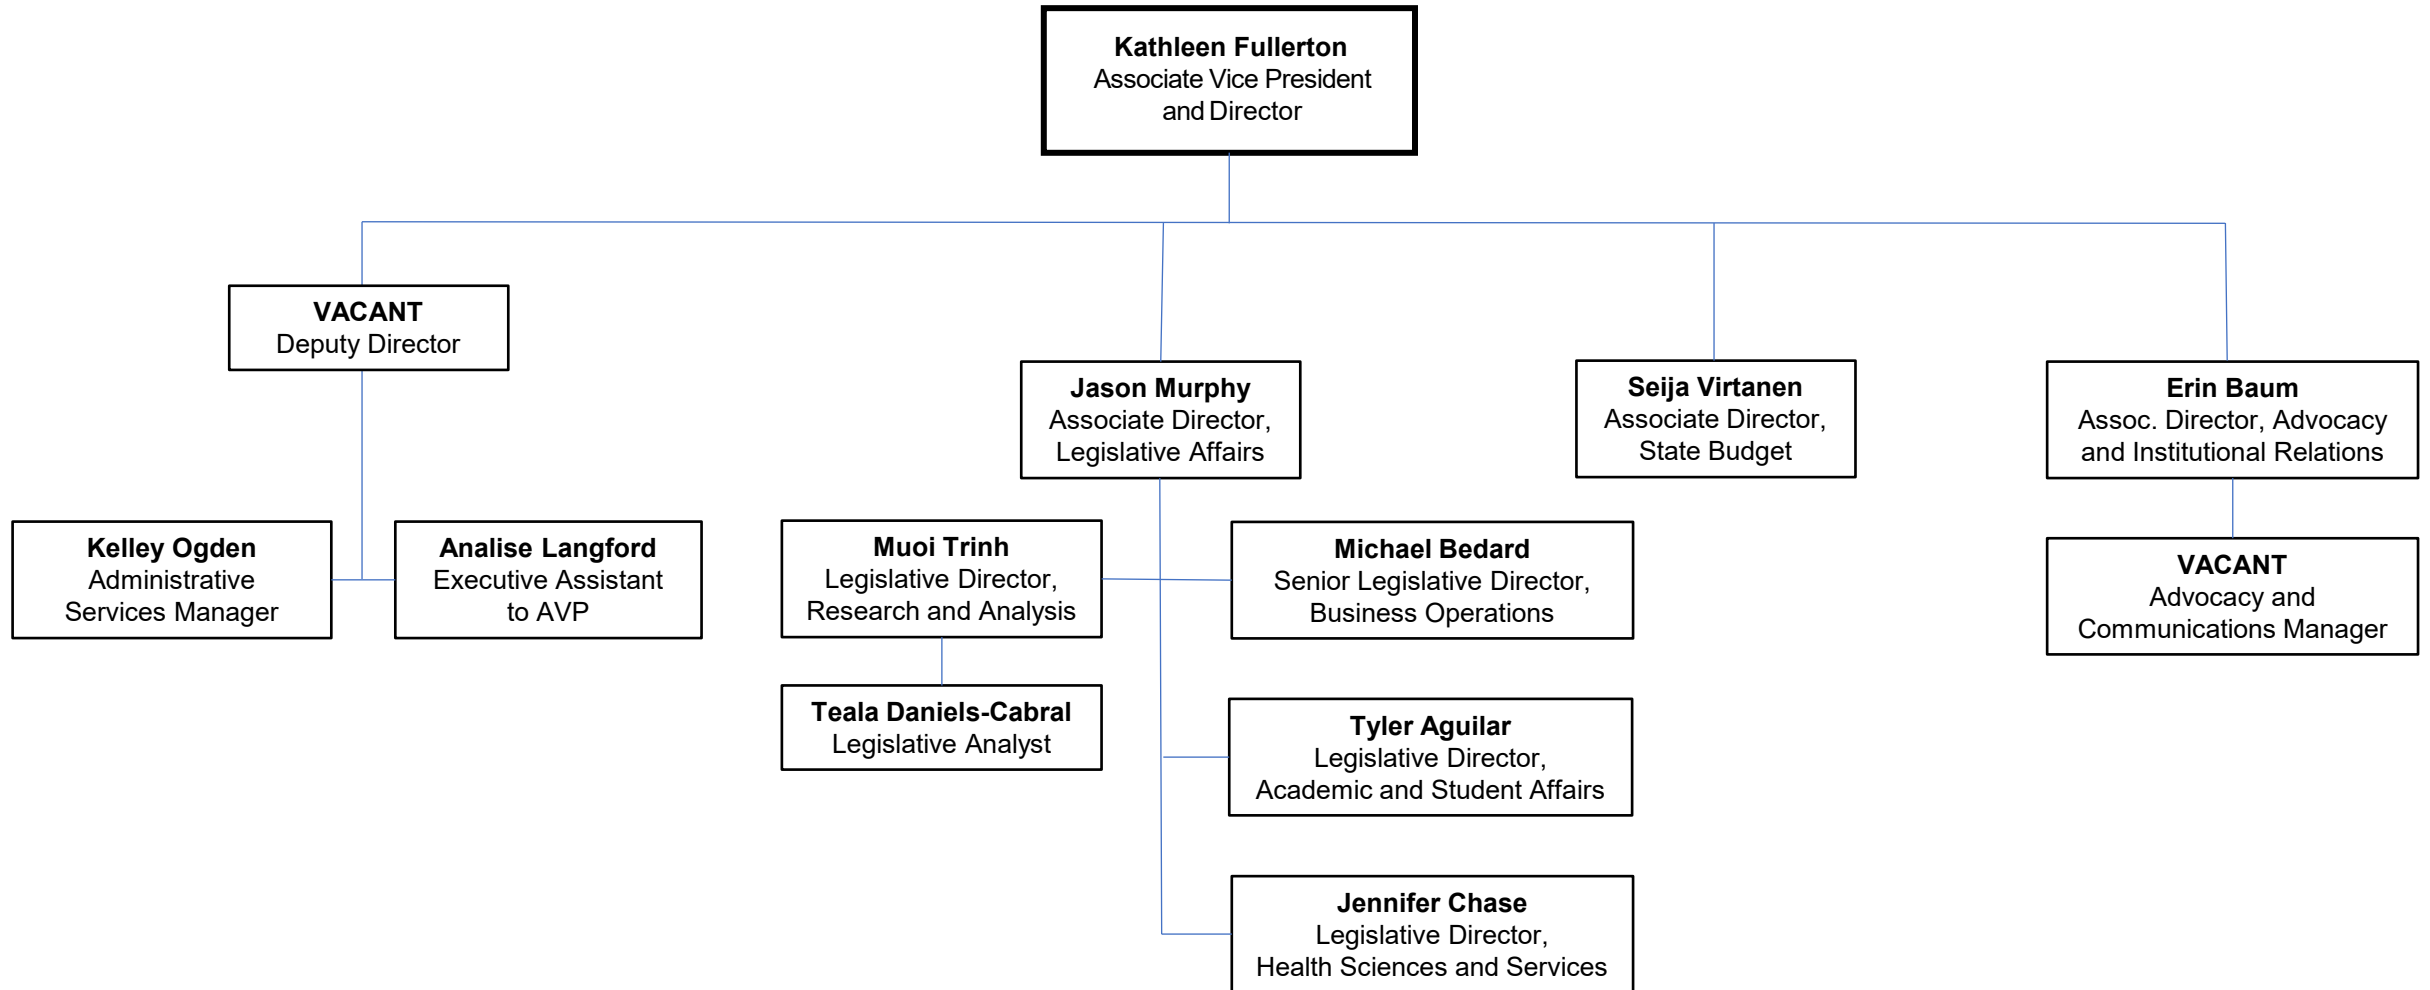 Kathleen Fullerton
Associate Vice President
and Director
VACANT
Deputy Director
Jason Murphy
Associate Director,
Legislative Affairs
Seija Virtanen
Associate Director,
State Budget
Erin Baum
Assoc. Director, Advocacy
and Institutional Relations
Kelley Ogden
Administrative
Services Manager
Analise Langford
Executive Assistant
to AVP
Muoi Trinh
Legislative Director,
Research and Analysis
Michael Bedard
Senior Legislative Director,
Business Operations
VACANT
Advocacy and
Communications Manager
Teala Daniels-Cabral
Legislative Analyst
Tyler Aguilar
Legislative Director,
Academic and Student Affairs
Jennifer Chase
Legislative Director,
Health Sciences and Services